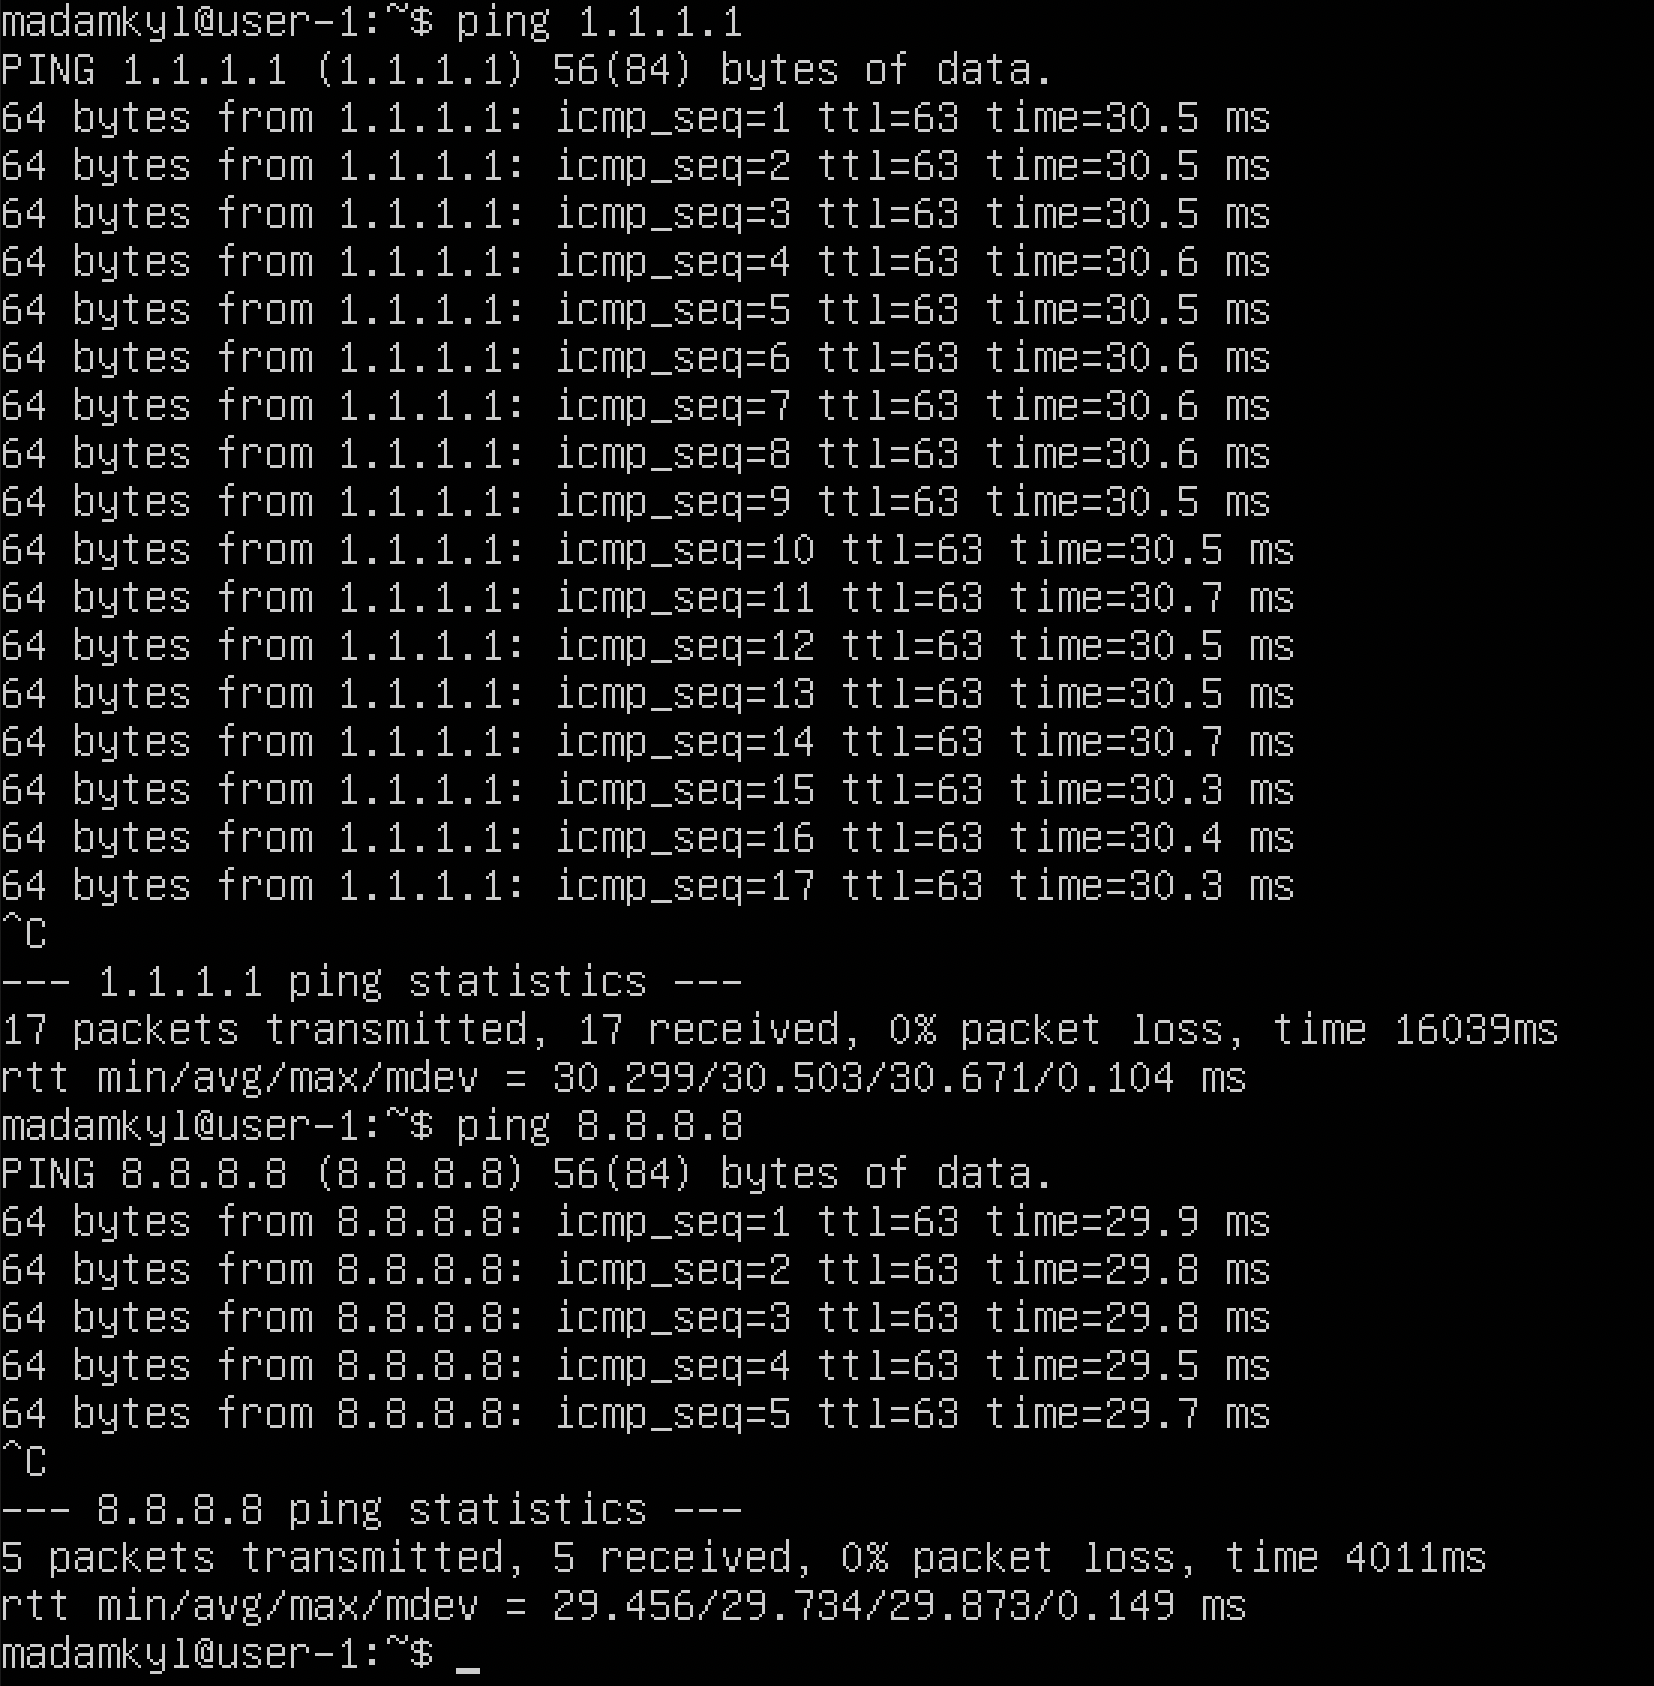 madamkyl@user-1:~$ ping 1.1.1.1
PING 1.1.1.1 (1.1.1.1) 56(84) bytes of data.
64 bytes from 1.1.1.1: icmp_seq=1 ttl=63 time=30.5 ms
64 bytes from 1.1.1.1: icmp_seq=2 ttl=63 time=30.5 ms
64 bytes from 1.1.1.1: icmp_seq=3 ttl=63 time=30.5 ms
64 bytes from 1.1.1.1: icmp_seq=4 ttl=63 time=30.6 ms
64 bytes from 1.1.1.1: icmp_seq=5 ttl=63 time=30.5 ms
64 bytes from 1.1.1.1: icmp_seq=6 ttl=63 time=30.6 ms
64 bytes from 1.1.1.1: icmp_seq=7 ttl=63 time=30.6 ms
64 bytes from 1.1.1.1: icmp_seq=8 ttl=63 time=30.6 ms
64 bytes from 1.1.1.1: icmp_seq=9 ttl=63 time=30.5 ms
64 bytes from 1.1.1.1: icmp_seq=10 ttl=63 time=30.5 ms
64 bytes from 1.1.1.1: icmp_seq=11 ttl=63 time=30.7 ms
64 bytes from 1.1.1.1: icmp_seq=12 ttl=63 time=30.5 ms
64 bytes from 1.1.1.1: icmp_seq=13 ttl=63 time=30.5 ms
64 bytes from 1.1.1.1: icmp_seq=14 ttl=63 time=30.7 ms
64 bytes from 1.1.1.1: icmp_seq=15 ttl=63 time=30.3 ms
64 bytes from 1.1.1.1: icmp_seq=16 ttl=63 time=30.4 ms
64 bytes from 1.1.1.1: icmp_seq=17 ttl=63 time=30.3 ms
^C
--- 1.1.1.1 ping statistics ---
17 packets transmitted, 17 received, 0% packet loss, time 16039ms
rtt min/avg/max/mdev = 30.299/30.503/30.671/0.104 ms
madamkyl@user-1:~$ ping 8.8.8.8
PING 8.8.8.8 (8.8.8.8) 56(84) bytes of data.
64 bytes from 8.8.8.8: icmp_seq=1 ttl=63 time=29.9 ms
64 bytes from 8.8.8.8: icmp_seq=2 ttl=63 time=29.8 ms
64 bytes from 8.8.8.8: icmp_seq=3 ttl=63 time=29.8 ms
64 bytes from 8.8.8.8: icmp_seq=4 ttl=63 time=29.5 ms
64 bytes from 8.8.8.8: icmp_seq=5 ttl=63 time=29.7 ms
^C
--- 8.8.8.8 ping statistics ---
5 packets transmitted, 5 received, 0% packet loss, time 4011ms
rtt min/avg/max/mdev = 29.456/29.734/29.873/0.149 ms
madamkyl@user-1:~$ _